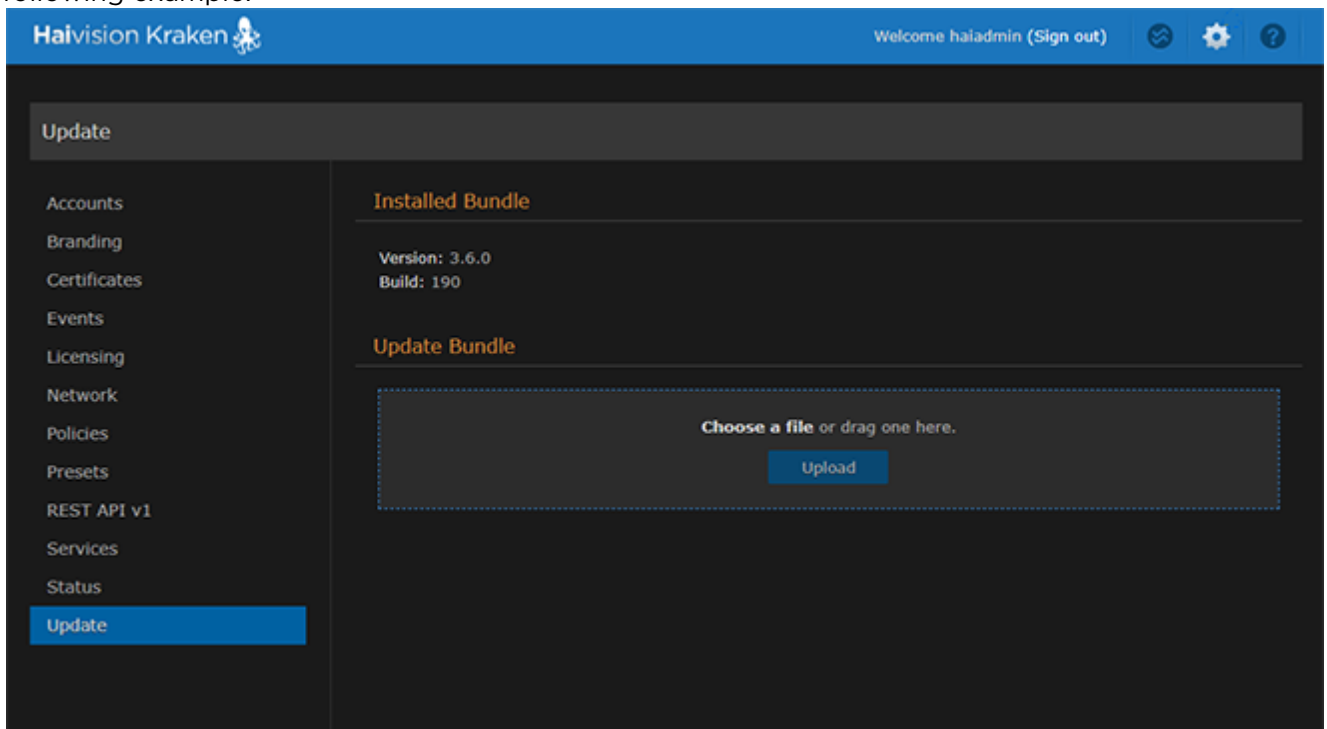 following example:
Haivision Kraken
Welcome haiadmin (Sign out)
?
Update
Accounts
Branding
Certificates
Events
Licensing
Network
Policies
Presets
REST API v1
Services
Status
Update
Installed Bundle
Version: 3.6.0
Build: 190
Update Bundle
Choose a file or drag one here.
Upload